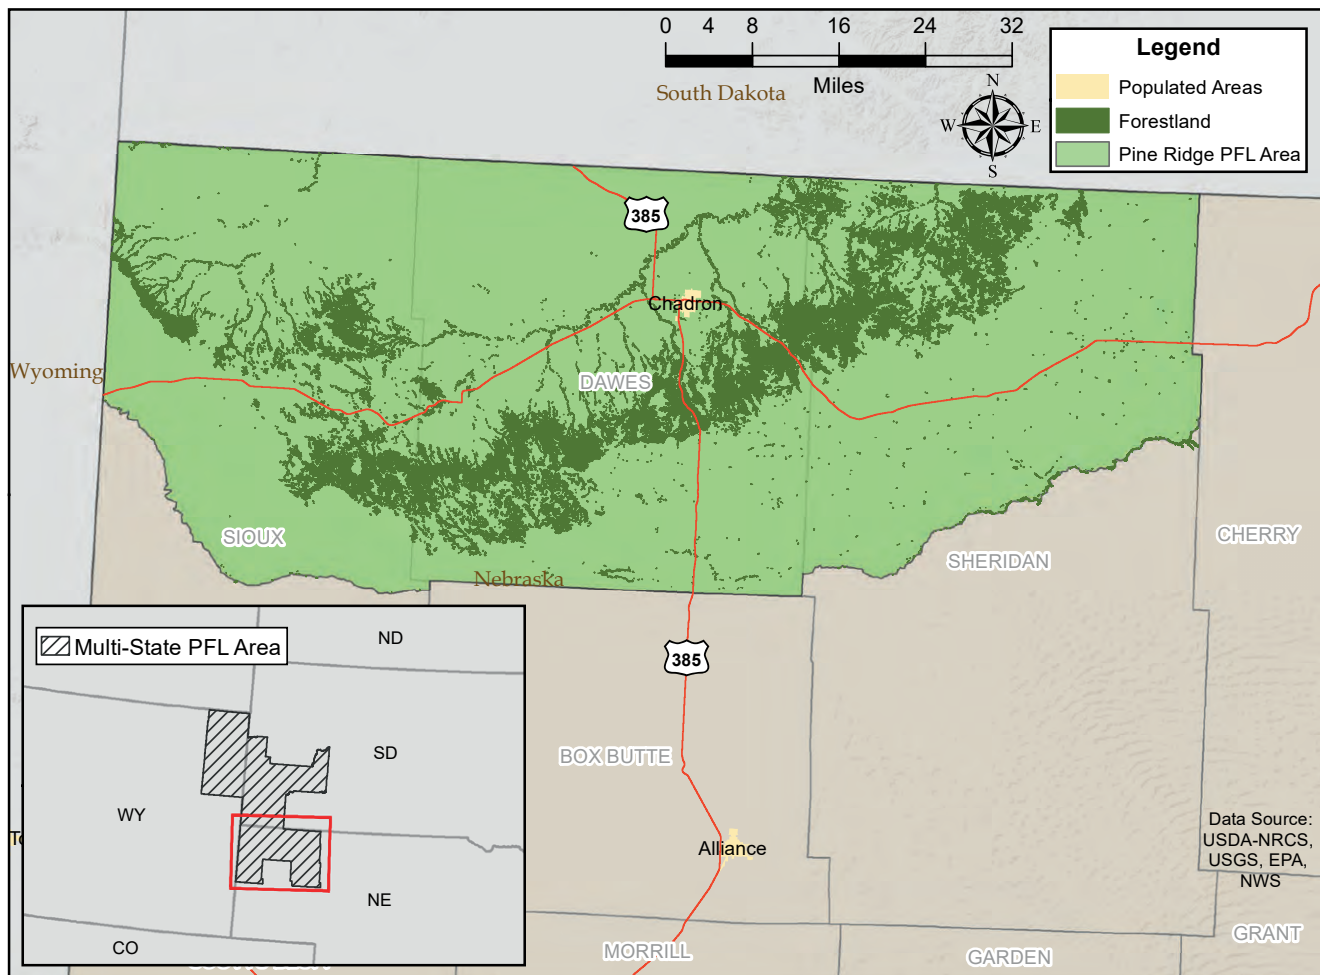 0 4 8 16 24 32
Miles
South Dakota
N
W E
S
Legend
Populated Areas
Forestland
Pine Ridge PFL Area
385
Chadron
Wyoming
DAWES
SIOUX
Nebraska
SHERIDAN
CHERRY
385
BOX BUTTE
Alliance
MORRILL
GARDEN
GRANT
Data Source:
USDA-NRCS,
USGS, EPA,
NWS
Multi-State PFL Area
ND
SD
WY
NE
CO